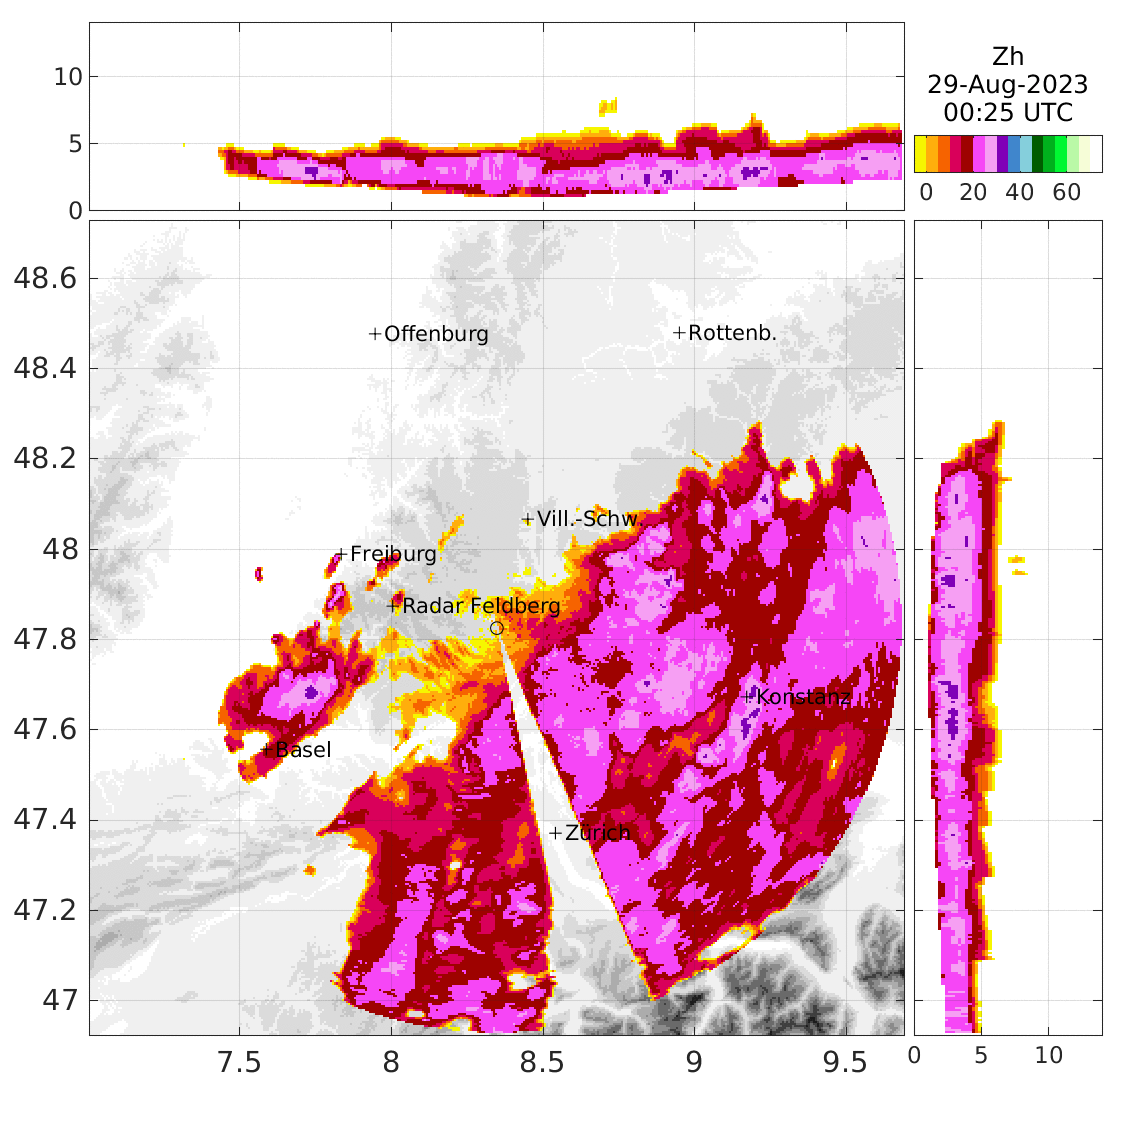 Zh
29-Aug-2023
00:25 UTC
0 20 40 60
10
5
0
48.6
48.4
48.2
48
47.8
47.6
47.4
47.2
47
+Offenburg
+Rottenb.
+Vill.-Schw.
+Freiburg
+Radar Feldberg
+Konstanz
+Basel
+Zürich
7.5 8 8.5 9 9.5
0 5 10